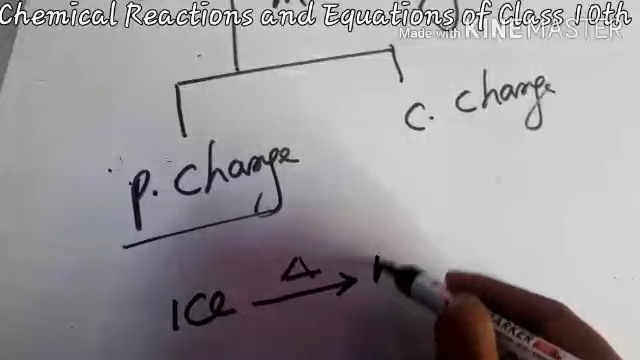 Chemical Reactions and Equations of Class 10th
Made with KINEMASTER
P. Change
C. Change
Ice Δ →